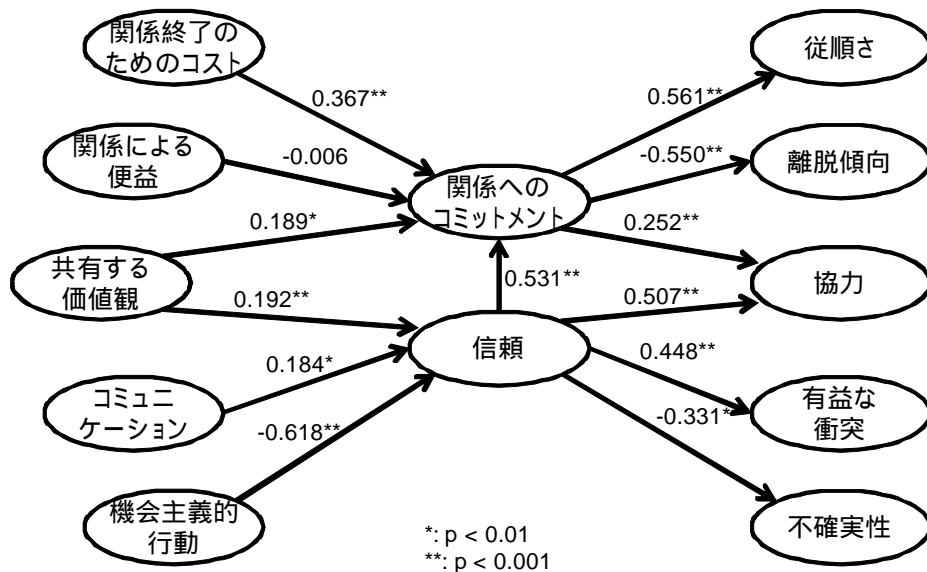 関係終了の
ためのコスト
従順さ
0.367**
0.561**
関係による
便益
-0.006
-0.550**
離脱傾向
関係への
コミットメント
0.189*
0.252**
共有する
価値観
0.531**
協力
0.192**
0.507**
信頼
0.184*
0.448**
コミュニ
ケーション
-0.618**
-0.331*
有益な
衝突
機会主義的
行動
不確実性
*: p < 0.01
**: p < 0.001